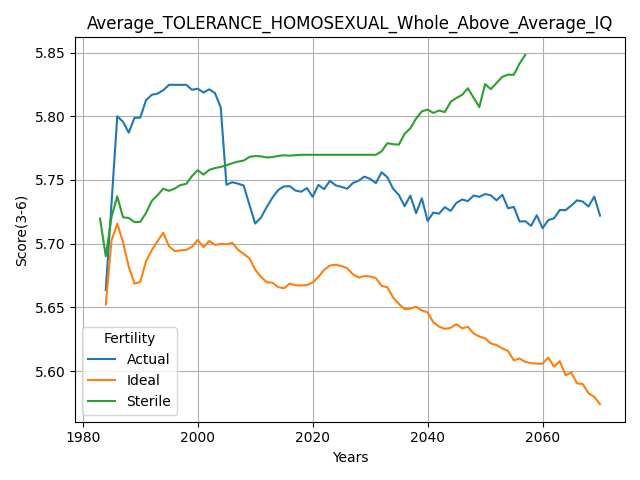 Average_TOLERANCE_HOMOSEXUAL_Whole_Above_Average_IQ
Score(3-6)
5.85
5.80
5.75
5.70
5.65
5.60
Fertility
Actual
Ideal
Sterile
1980
2000
2020
2040
2060
Years